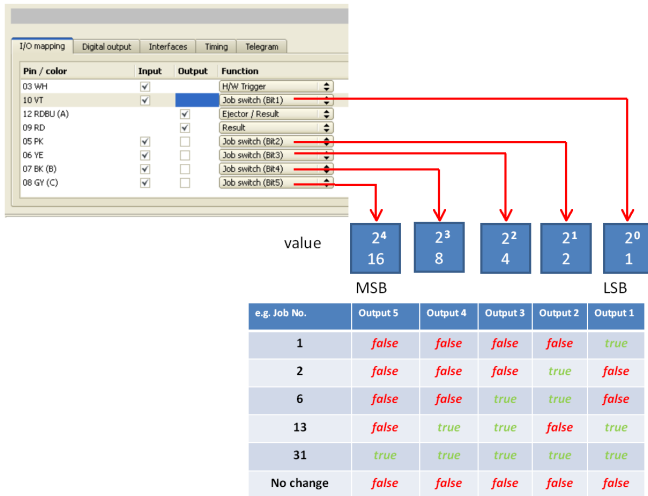 I/O mapping Digital output Interfaces Timing Telegram
Pin / color Input Output Function
03 WH H/W Trigger
10 VT Job switch (Bit1)
12 RDBU (A) Ejector / Result
09 RD Result
05 PK Job switch (Bit2)
06 YE Job switch (Bit3)
07 BK (B) Job switch (Bit4)
08 GY (C) Job switch (Bit5)
value
2⁴ 2³ 2² 2¹ 2⁰
16 8 4 2 1
MSB LSB
e.g. Job No. Output 5 Output 4 Output 3 Output 2 Output 1
1 false false false false true
2 false false false true false
6 false false true true false
13 false true true false true
31 true true true true true
No change false false false false false